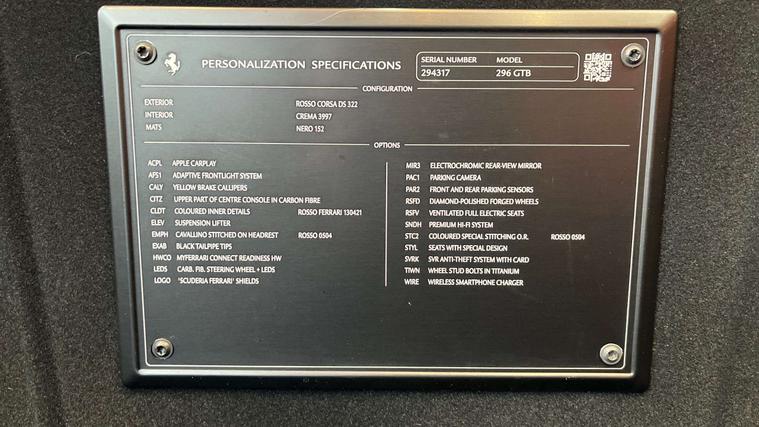 PERSONALIZATION SPECIFICATIONS
SERIAL NUMBER MODEL
294317 296 GTB
CONFIGURATION
EXTERIOR ROSSO CORSA DS 322
INTERIOR CREMA 3997
MATS NERO 152
OPTIONS
ACPL APPLE CARPLAY
AFS1 ADAPTIVE FRONTLIGHT SYSTEM
CALY YELLOW BRAKE CALLIPERS
CITZ UPPER PART OF CENTRE CONSOLE IN CARBON FIBRE
CLDT COLOURED INNER DETAILS ROSSO FERRARI 130421
ELEV SUSPENSION LIFTER
EMPH CAVALLINO STITCHED ON HEADREST ROSSO 0504
EXAB BLACK TAILPIPE TIPS
HWCO MYFERRARI CONNECT READINESS HW
LEDS CARB. FIB. STEERING WHEEL + LEDS
LOGO 'SCUDERIA FERRARI' SHIELDS
MIR3 ELECTROCHROMIC REAR-VIEW MIRROR
PAC1 PARKING CAMERA
PAR2 FRONT AND REAR PARKING SENSORS
RSFD DIAMOND-POLISHED FORGED WHEELS
RSFV VENTILATED FULL ELECTRIC SEATS
SNDH PREMIUM HI-FI SYSTEM
STC2 COLOURED SPECIAL STITCHING O.R. ROSSO 0504
STYL SEATS WITH SPECIAL DESIGN
SVRK SVR ANTI-THEFT SYSTEM WITH CARD
TIWN WHEEL STUD BOLTS IN TITANIUM
WIRE WIRELESS SMARTPHONE CHARGER